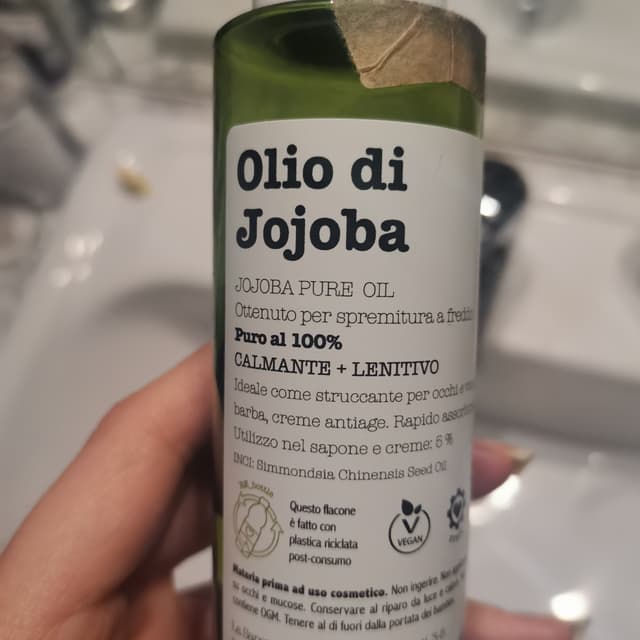 Olio di
Jojoba
JOJOBA PURE OIL
Ottenuto per spremitura a freddo
Puro al 100%
CALMANTE + LENITIVO
Ideale come struccante per occhi e
barba, creme antiage. Rapido
Utilizzo nel sapone e creme: 5 %
INCI: Simmondsia Chinensis Seed Oil
Questo flacone
è fatto con
plastica riciclata
post-consumo
VEGAN
Materia prima ad uso cosmetico. Non ingerire. Non
su occhi e mucose. Conservare al riparo da luce e
contiene OGM. Tenere al di fuori dalla portata dei bambini.